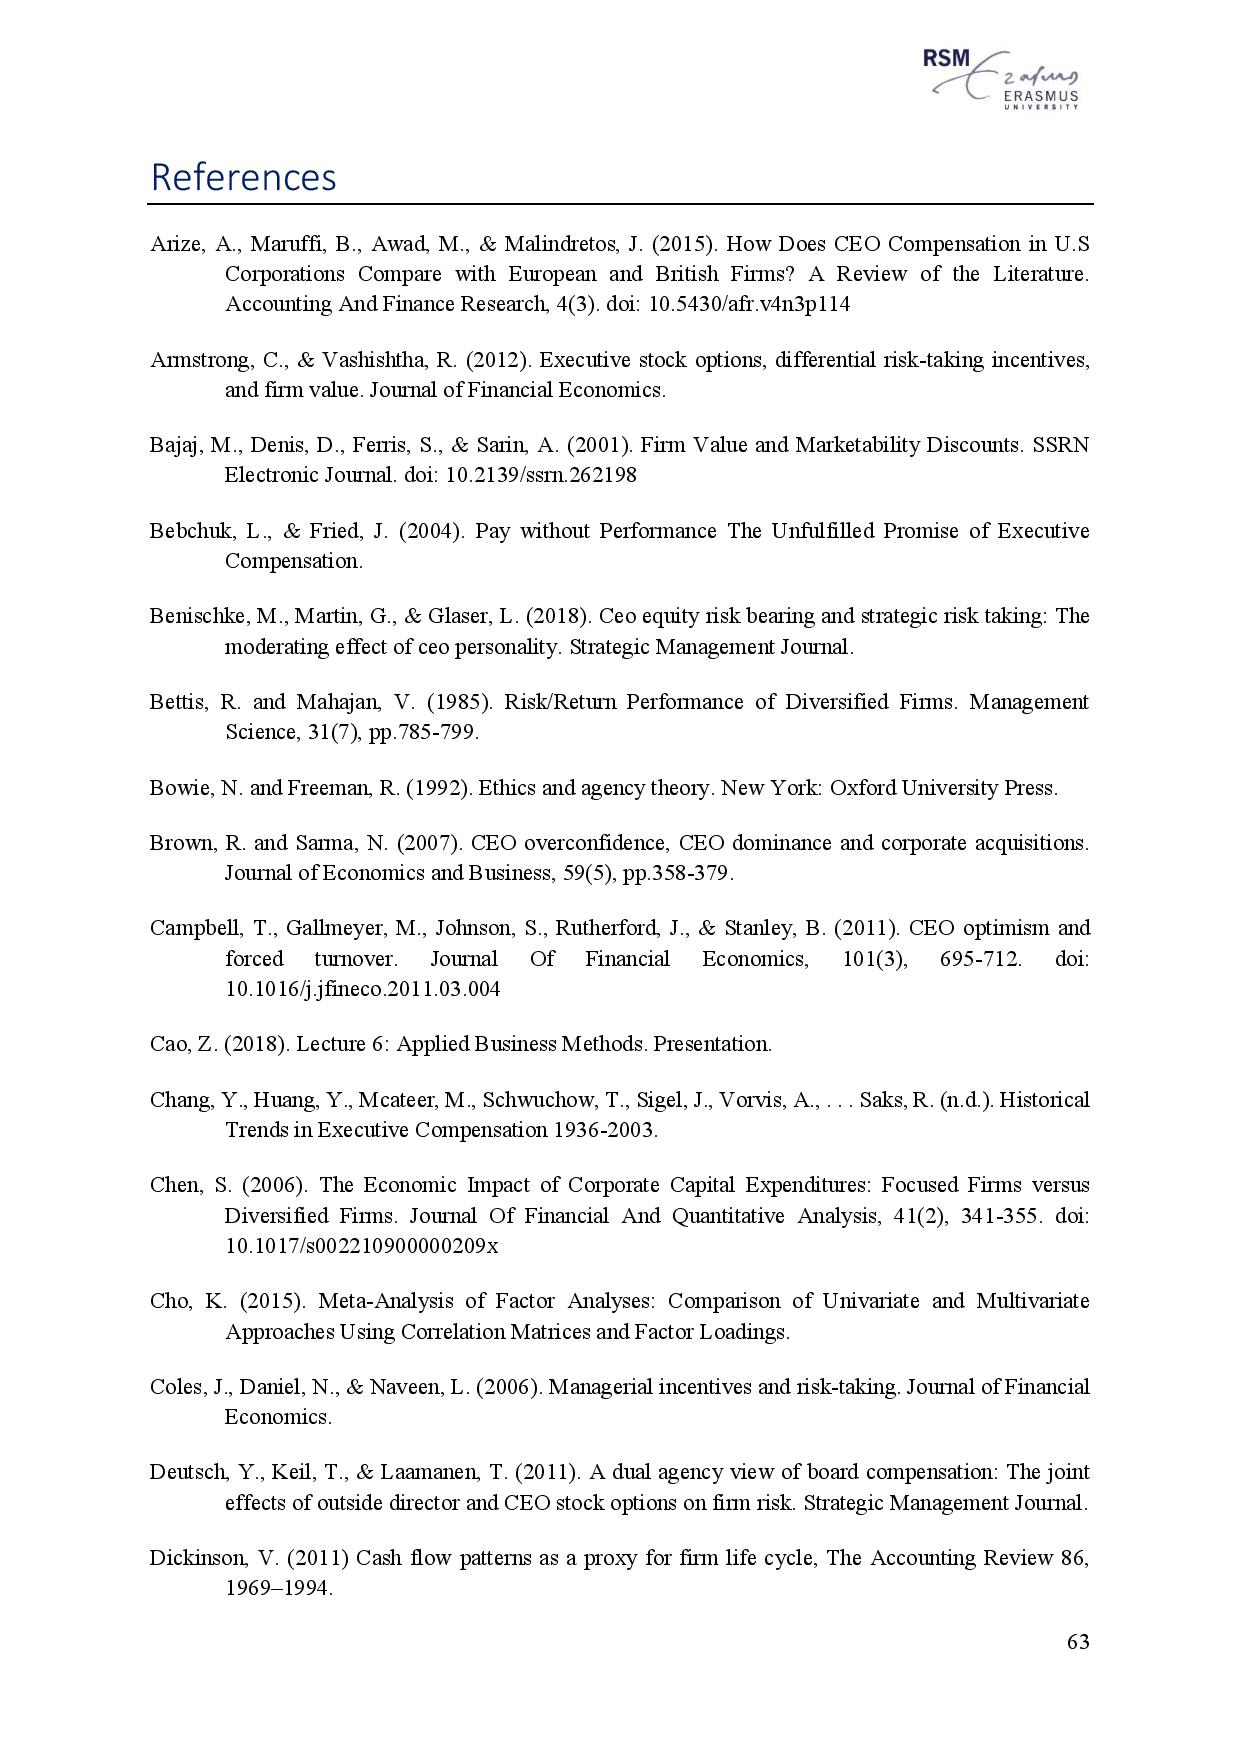 RSM
Erasmus
ERASMUS
UNIVERSITY
References
Arize, A., Maruffi, B., Awad, M., & Malindretos, J. (2015). How Does CEO Compensation in U.S
Corporations Compare with European and British Firms? A Review of the Literature.
Accounting And Finance Research, 4(3). doi: 10.5430/afr.v4n3p114
Armstrong, C., & Vashishtha, R. (2012). Executive stock options, differential risk-taking incentives,
and firm value. Journal of Financial Economics.
Bajaj, M., Denis, D., Ferris, S., & Sarin, A. (2001). Firm Value and Marketability Discounts. SSRN
Electronic Journal. doi: 10.2139/ssrn.262198
Bebchuk, L., & Fried, J. (2004). Pay without Performance The Unfulfilled Promise of Executive
Compensation.
Benischke, M., Martin, G., & Glaser, L. (2018). Ceo equity risk bearing and strategic risk taking: The
moderating effect of ceo personality. Strategic Management Journal.
Bettis, R. and Mahajan, V. (1985). Risk/Return Performance of Diversified Firms. Management
Science, 31(7), pp.785-799.
Bowie, N. and Freeman, R. (1992). Ethics and agency theory. New York: Oxford University Press.
Brown, R. and Sarma, N. (2007). CEO overconfidence, CEO dominance and corporate acquisitions.
Journal of Economics and Business, 59(5), pp.358-379.
Campbell, T., Gallmeyer, M., Johnson, S., Rutherford, J., & Stanley, B. (2011). CEO optimism and
forced turnover. Journal Of Financial Economics, 101(3), 695-712. doi:
10.1016/j.jfineco.2011.03.004
Cao, Z. (2018). Lecture 6: Applied Business Methods. Presentation.
Chang, Y., Huang, Y., Mcateer, M., Schwuchow, T., Sigel, J., Vorvis, A., . . . Saks, R. (n.d.). Historical
Trends in Executive Compensation 1936-2003.
Chen, S. (2006). The Economic Impact of Corporate Capital Expenditures: Focused Firms versus
Diversified Firms. Journal Of Financial And Quantitative Analysis, 41(2), 341-355. doi:
10.1017/s002210900000209x
Cho, K. (2015). Meta-Analysis of Factor Analyses: Comparison of Univariate and Multivariate
Approaches Using Correlation Matrices and Factor Loadings.
Coles, J., Daniel, N., & Naveen, L. (2006). Managerial incentives and risk-taking. Journal of Financial
Economics.
Deutsch, Y., Keil, T., & Laamanen, T. (2011). A dual agency view of board compensation: The joint
effects of outside director and CEO stock options on firm risk. Strategic Management Journal.
Dickinson, V. (2011) Cash flow patterns as a proxy for firm life cycle, The Accounting Review 86,
1969–1994.
63